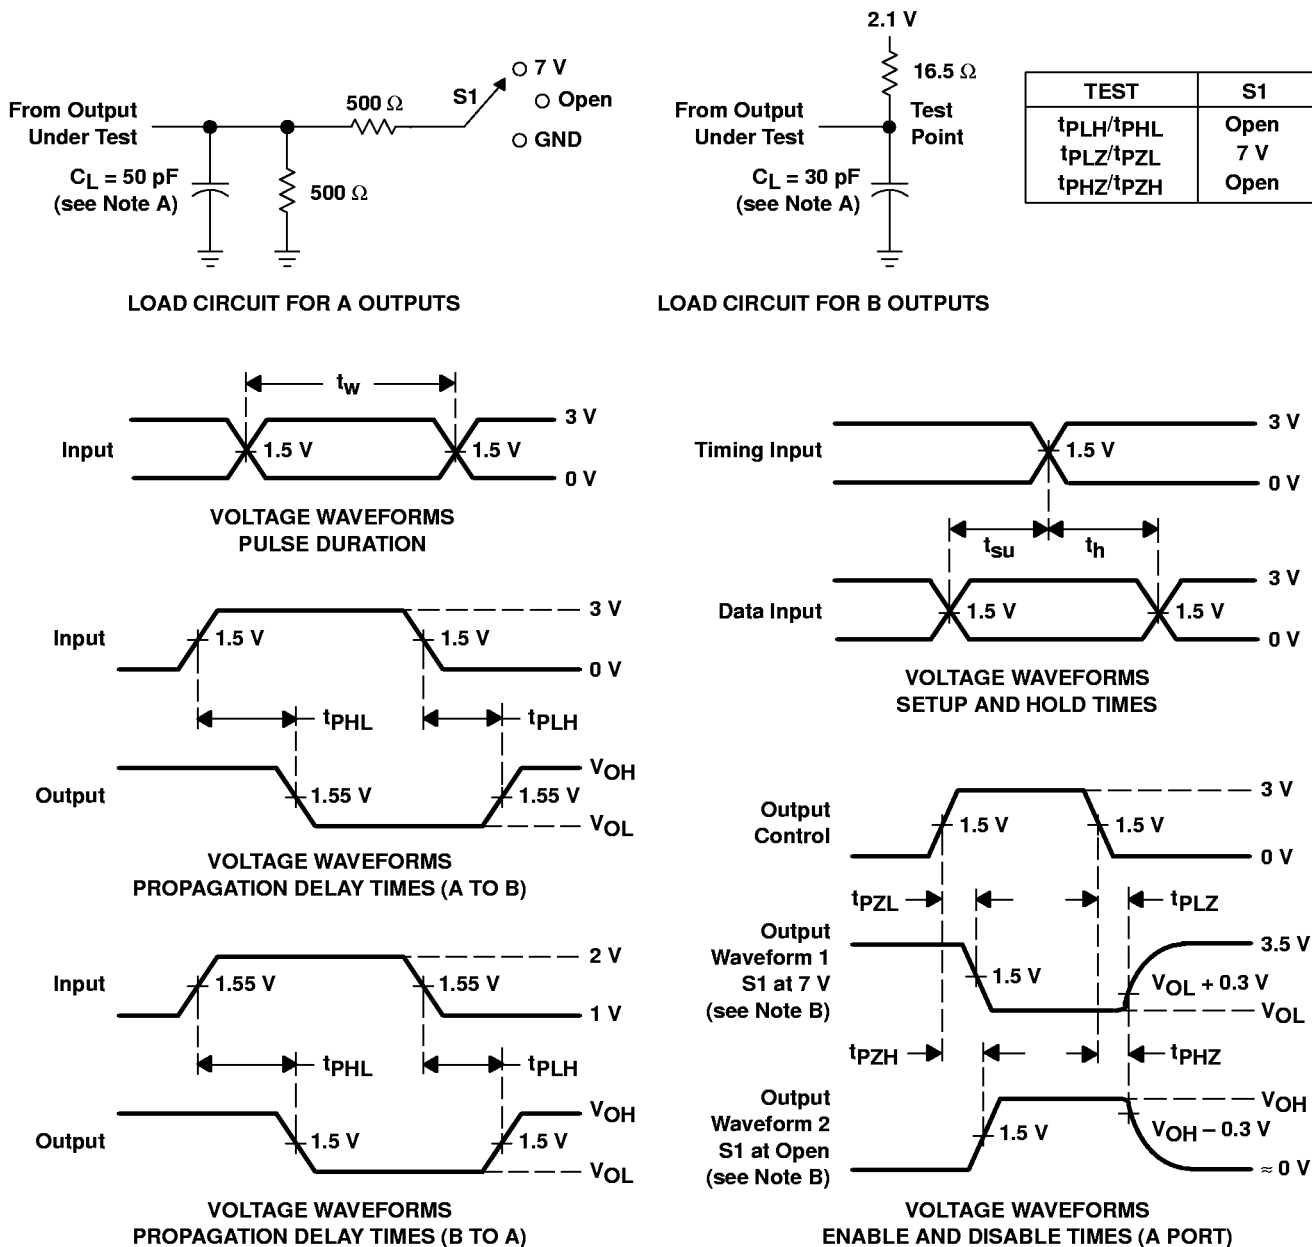 7 V
500 Ω
S1
Open
From Output
Under Test
GND
CL = 50 pF
(see Note A)
500 Ω
LOAD CIRCUIT FOR A OUTPUTS
2.1 V
16.5 Ω
From Output
Under Test
Test
Point
CL = 30 pF
(see Note A)
LOAD CIRCUIT FOR B OUTPUTS
TEST S1
tPLH/tPHL Open
tPLZ/tPZL 7 V
tPHZ/tPZH Open
tw
3 V
Input 1.5 V 1.5 V
0 V
VOLTAGE WAVEFORMS
PULSE DURATION
3 V
Timing Input 1.5 V
0 V
tsu th
3 V
Data Input 1.5 V 1.5 V
0 V
VOLTAGE WAVEFORMS
SETUP AND HOLD TIMES
3 V
Input 1.5 V 1.5 V
0 V
tPHL tPLH
VOH
Output 1.55 V 1.55 V
VOL
VOLTAGE WAVEFORMS
PROPAGATION DELAY TIMES (A TO B)
2 V
Input 1.55 V 1.55 V
1 V
tPHL tPLH
VOH
Output 1.5 V 1.5 V
VOL
VOLTAGE WAVEFORMS
PROPAGATION DELAY TIMES (B TO A)
3 V
Output
Control
1.5 V 1.5 V
0 V
tPZL tPLZ
Output
Waveform 1
S1 at 7 V
(see Note B)
3.5 V
1.5 V VOL + 0.3 V
VOL
tPZH tPHZ
Output
Waveform 2
S1 at Open
(see Note B)
VOH
1.5 V VOH – 0.3 V
≈ 0 V
VOLTAGE WAVEFORMS
ENABLE AND DISABLE TIMES (A PORT)